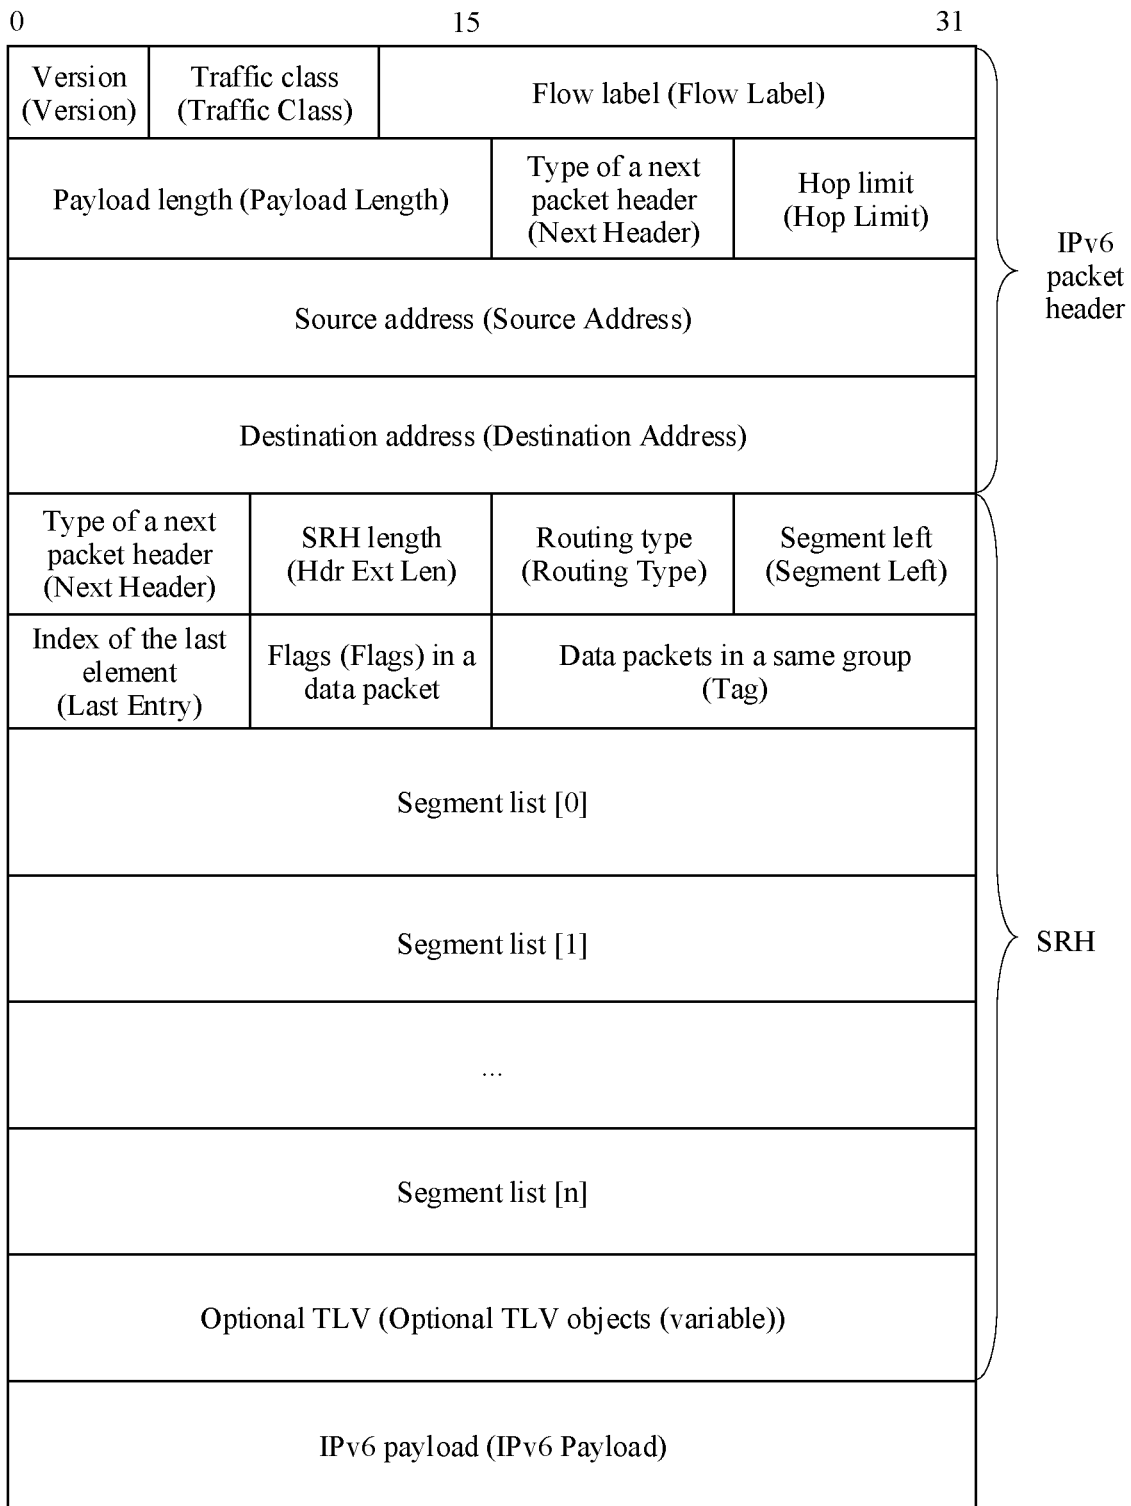 0 15 31
Version
(Version)
Traffic class
(Traffic Class)
Flow label (Flow Label)
Payload length (Payload Length)
Type of a next
packet header
(Next Header)
Hop limit
(Hop Limit)
IPv6
packet
header
Source address (Source Address)
Destination address (Destination Address)
Type of a next
packet header
(Next Header)
SRH length
(Hdr Ext Len)
Routing type
(Routing Type)
Segment left
(Segment Left)
Index of the last
element
(Last Entry)
Flags (Flags) in a
data packet
Data packets in a same group
(Tag)
Segment list [0]
Segment list [1]
SRH
...
Segment list [n]
Optional TLV (Optional TLV objects (variable))
IPv6 payload (IPv6 Payload)